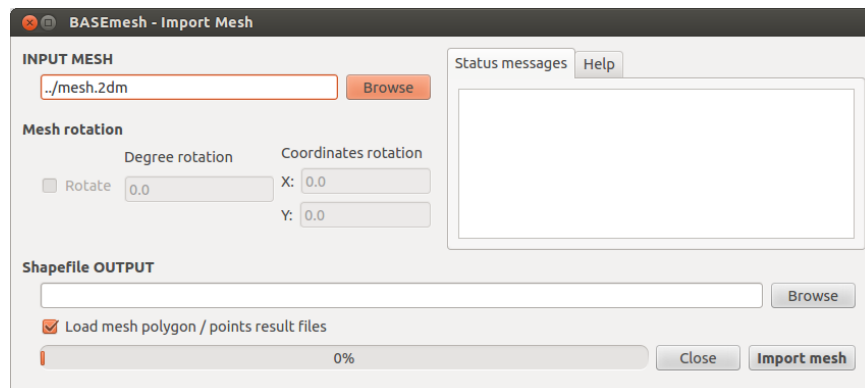 BASEmesh - Import Mesh
INPUT MESH
../mesh.2dm
Browse
Mesh rotation
Degree rotation
Coordinates rotation
Rotate
0.0
X: 0.0
Y: 0.0
Status messages
Help
Shapefile OUTPUT
Browse
Load mesh polygon / points result files
0%
Close
Import mesh